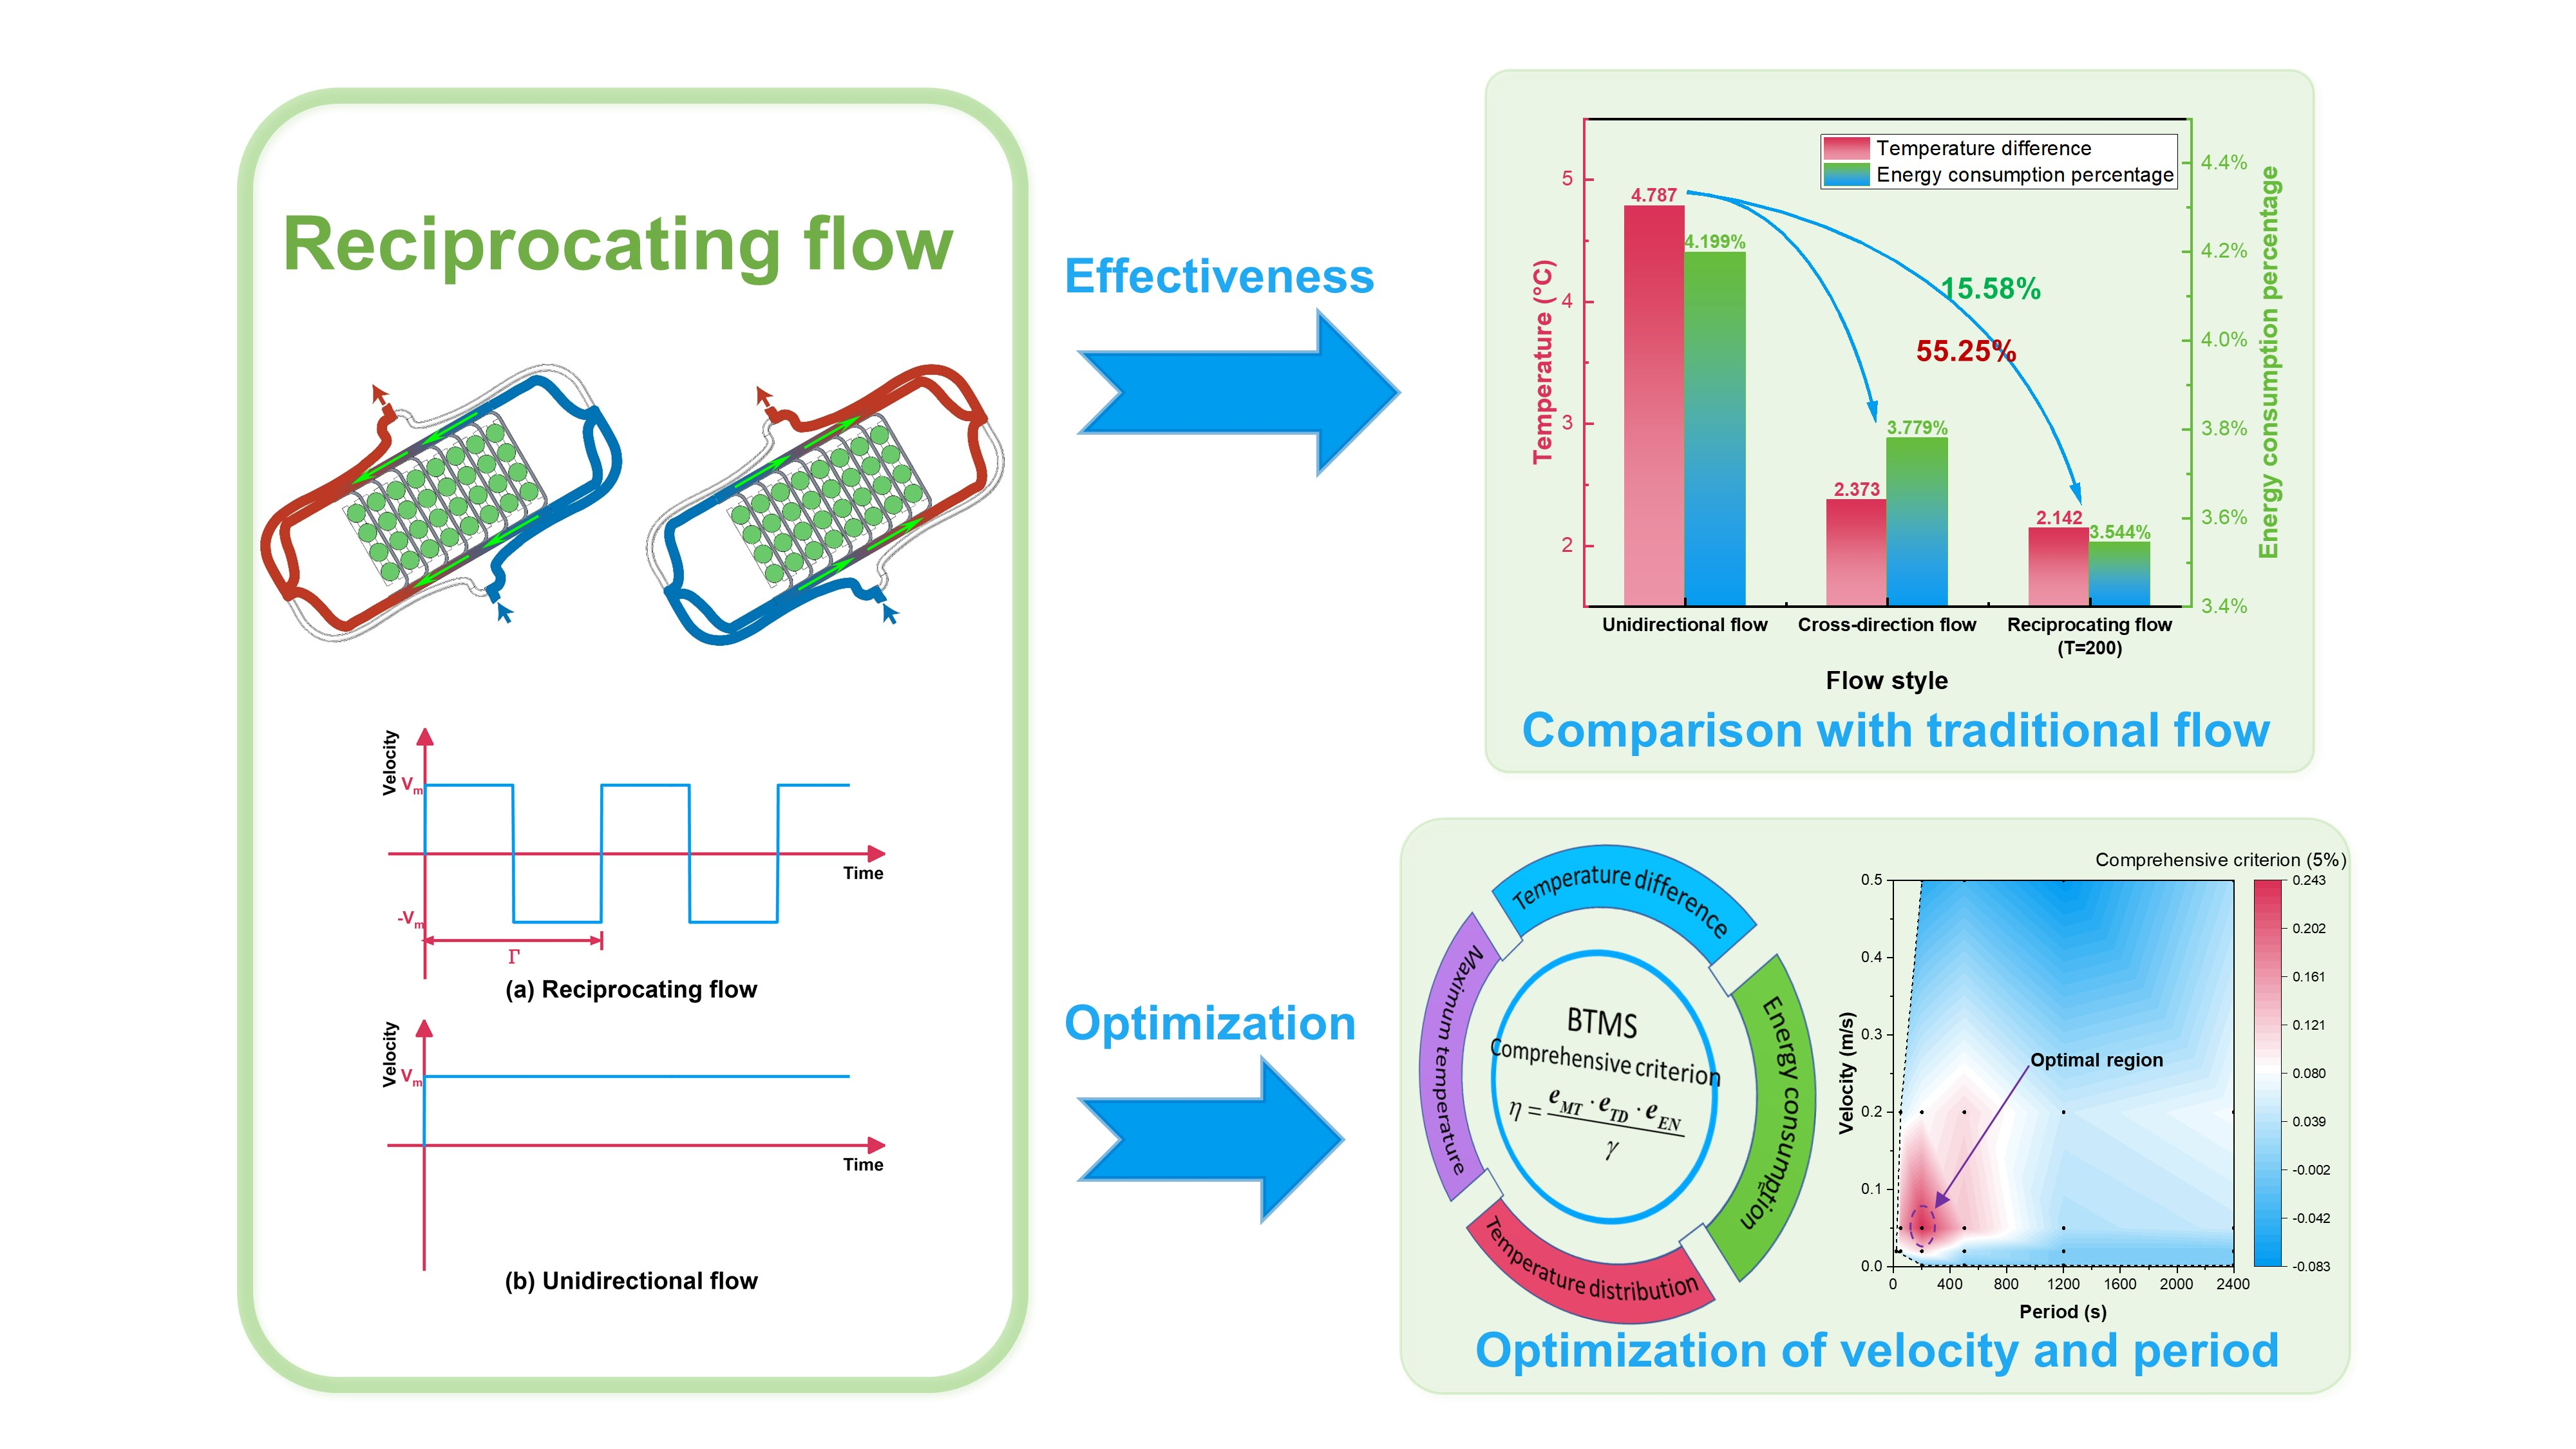 Reciprocating flow
Velocity
Vm
-Vm
Γ
Time
(a) Reciprocating flow
Velocity
Vm
Time
(b) Unidirectional flow
Effectiveness
Optimization
Temperature difference
Energy consumption percentage
Temperature (°C)
5
4
3
2
4.4%
4.2%
4.0%
3.8%
3.6%
3.4%
Energy consumption percentage
4.787
4.199%
15.58%
55.25%
2.373
3.779%
2.142
3.544%
Unidirectional flow
Cross-direction flow
Reciprocating flow
(T=200)
Flow style
Comparison with traditional flow
Temperature difference
Energy consumption
Temperature distribution
Maximum temperature
BTMS
Comprehensive criterion
η = eMT · eTD · eEN
γ
Comprehensive criterion (5%)
Velocity (m/s)
0.5
0.4
0.3
0.2
0.1
0.0
0
400
800
1200
1600
2000
2400
Period (s)
Optimal region
0.243
0.202
0.161
0.121
0.080
0.039
-0.002
-0.042
-0.083
Optimization of velocity and period